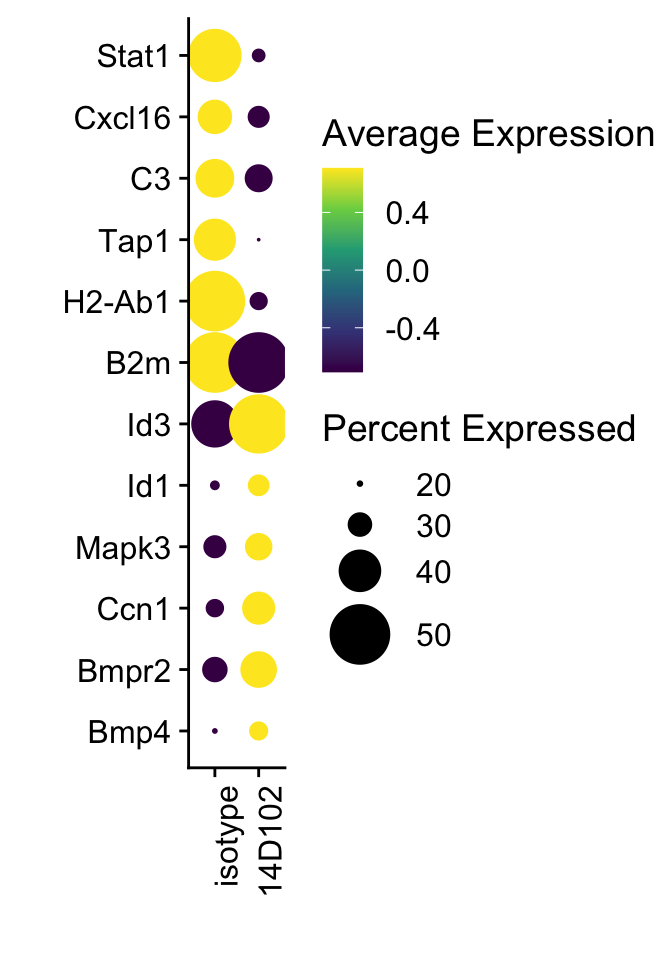 Stat1
Cxcl16
C3
Tap1
H2-Ab1
B2m
Id3
Id1
Mapk3
Ccn1
Bmpr2
Bmp4
isotype
14D102
Average Expression
0.4
0.0
-0.4
Percent Expressed
20
30
40
50